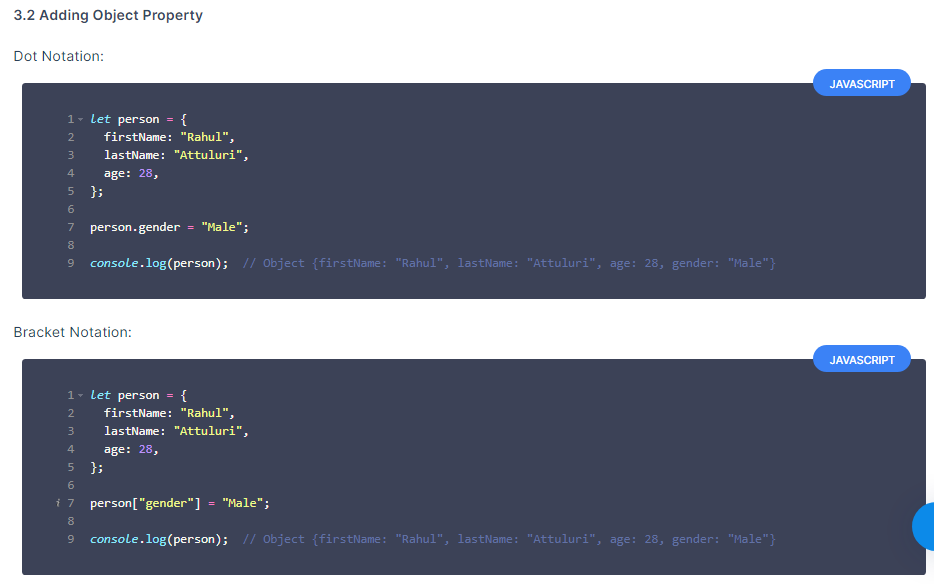 3.2 Adding Object Property
Dot Notation:
JAVASCRIPT
1 let person = {
2 firstName: "Rahul",
3 lastName: "Attuluri",
4 age: 28,
5 };
6
7 person.gender = "Male";
8
9 console.log(person);  // Object {firstName: "Rahul", lastName: "Attuluri", age: 28, gender: "Male"}
Bracket Notation:
JAVASCRIPT
1 let person = {
2 firstName: "Rahul",
3 lastName: "Attuluri",
4 age: 28,
5 };
6
i 7 person["gender"] = "Male";
8
9 console.log(person);  // Object {firstName: "Rahul", lastName: "Attuluri", age: 28, gender: "Male"}